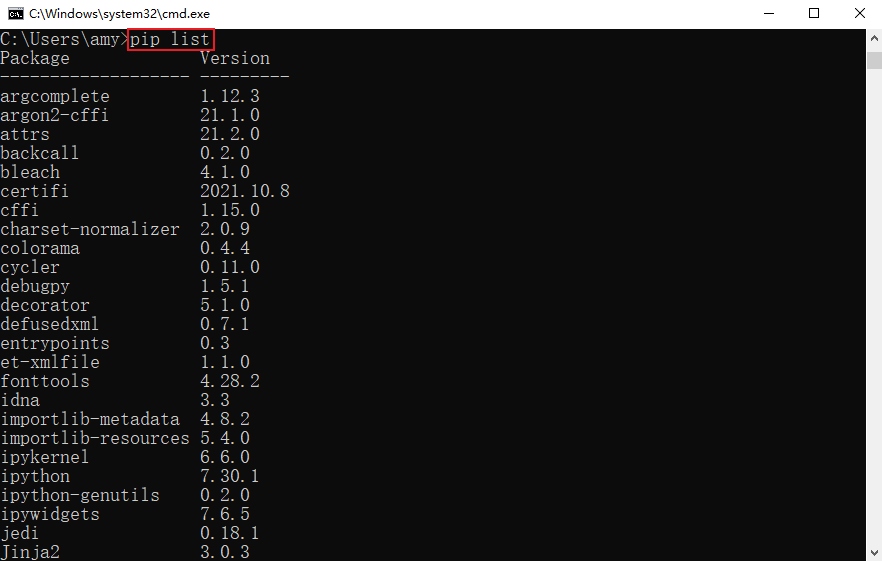 C:\Windows\system32\cmd.exe
C:\Users\amy>pip list
Package             Version
------------------- ---------
argcomplete         1.12.3
argon2-cffi         21.1.0
attrs               21.2.0
backcall            0.2.0
bleach              4.1.0
certifi             2021.10.8
cffi                1.15.0
charset-normalizer  2.0.9
colorama            0.4.4
cycler              0.11.0
debugpy             1.5.1
decorator           5.1.0
defusedxml          0.7.1
entrypoints         0.3
et-xmlfile          1.1.0
fonttools           4.28.2
idna                3.3
importlib-metadata  4.8.2
importlib-resources 5.4.0
ipykernel           6.6.0
ipython             7.30.1
ipython-genutils    0.2.0
ipywidgets          7.6.5
jedi                0.18.1
Jinja2              3.0.3